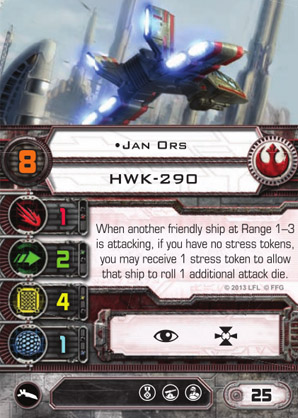 •Jan Ors
8
HWK-290
1
When another friendly ship at Range 1–3
is attacking, if you have no stress tokens,
2
you may receive 1 stress token to allow
that ship to roll 1 additional attack die.
© 2013 LFL © FFG
4
1
25